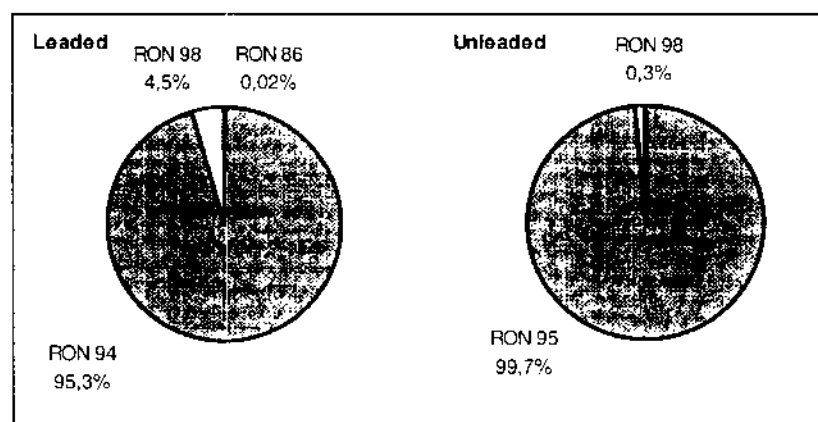 Leaded
RON 98
4,5%
RON 86
0,02%
RON 94
95,3%
Unleaded
RON 98
0,3%
RON 95
99,7%